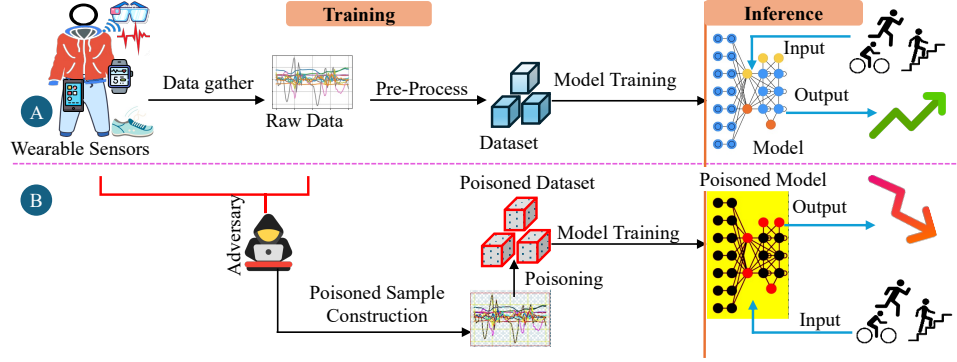 Training
Inference
Data gather
Raw Data
Pre-Process
Dataset
Model Training
Input
Output
Model
A
Wearable Sensors
B
Adversary
Poisoned Sample
Construction
Poisoned Dataset
Poisoning
Model Training
Poisoned Model
Output
Input